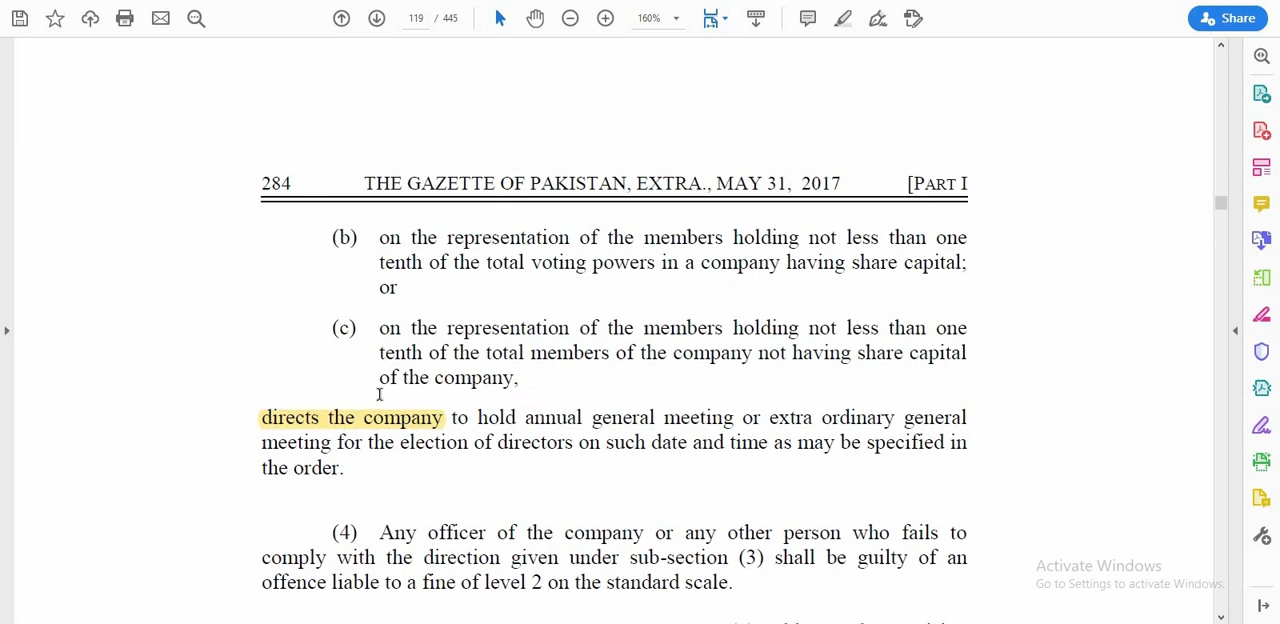 119 / 445
160%
Share
284 THE GAZETTE OF PAKISTAN, EXTRA., MAY 31, 2017 [PART I
(b) on the representation of the members holding not less than one
tenth of the total voting powers in a company having share capital;
or
(c) on the representation of the members holding not less than one
tenth of the total members of the company not having share capital
of the company,
directs the company to hold annual general meeting or extra ordinary general
meeting for the election of directors on such date and time as may be specified in
the order.
(4) Any officer of the company or any other person who fails to
comply with the direction given under sub-section (3) shall be guilty of an
offence liable to a fine of level 2 on the standard scale.
Activate Windows
Go to Settings to activate Windows.